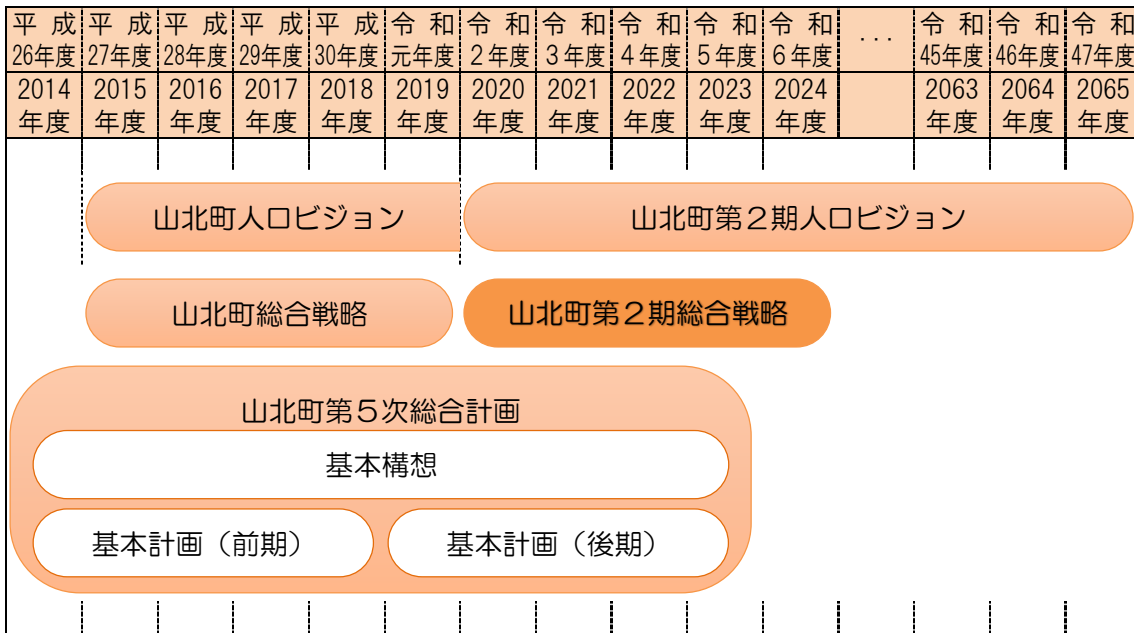 平成 平成 平成 平成 平成 令和 令和 令和 令和 令和 令和 ・・・ 令和 令和 令和
26年度 27年度 28年度 29年度 30年度 元年度 2年度 3年度 4年度 5年度 6年度 45年度 46年度 47年度
2014 2015 2016 2017 2018 2019 2020 2021 2022 2023 2024 2063 2064 2065
年度 年度 年度 年度 年度 年度 年度 年度 年度 年度 年度 年度 年度 年度
山北町人口ビジョン 山北町第2期人口ビジョン
山北町総合戦略 山北町第2期総合戦略
山北町第5次総合計画
基本構想
基本計画（前期） 基本計画（後期）